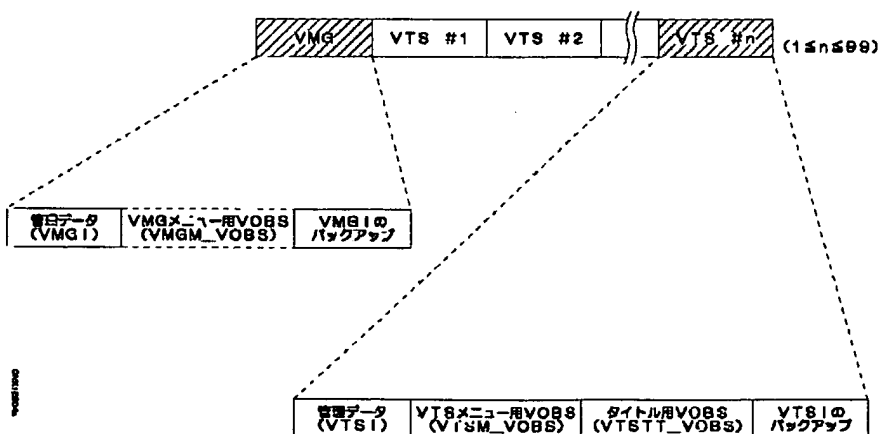 VMG VTS #1 VTS #2 VTS #n (1≦n≦99)
管理データ VMGメニュー用VOBS VMGIの
(VMGI) (VMGM_VOBS) バックアップ
管理データ VTSメニュー用VOBS タイトル用VOBS VTSIの
(VTSI) (VTSM_VOBS) (VTSTT_VOBS) バックアップ